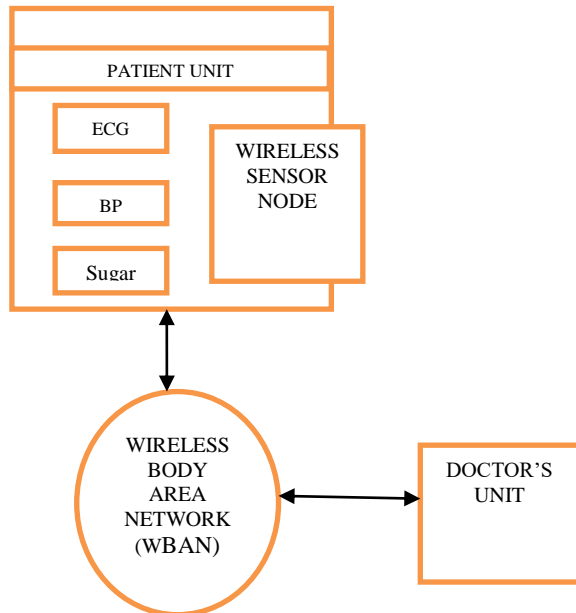 PATIENT UNIT
ECG
WIRELESS
SENSOR
NODE
BP
Sugar
WIRELESS
BODY
AREA
NETWORK
(WBAN)
DOCTOR’S
UNIT